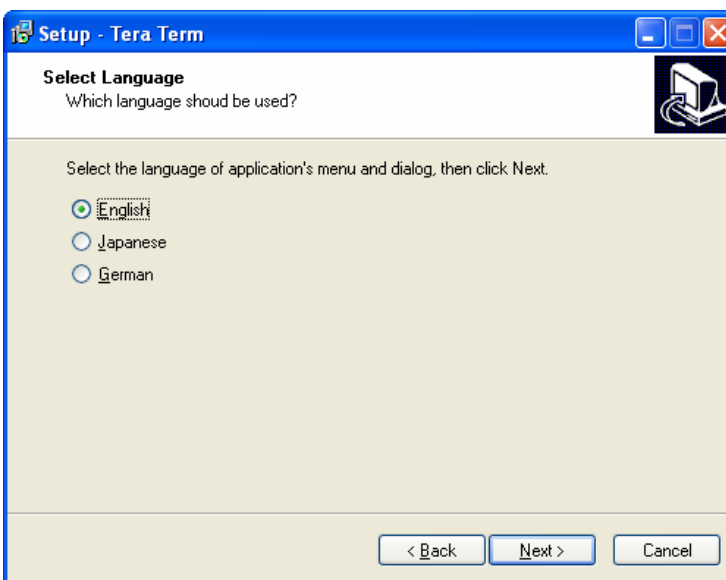 Setup - Tera Term
Select Language
Which language shoud be used?
Select the language of application's menu and dialog, then click Next.
English
Japanese
German
< Back
Next >
Cancel